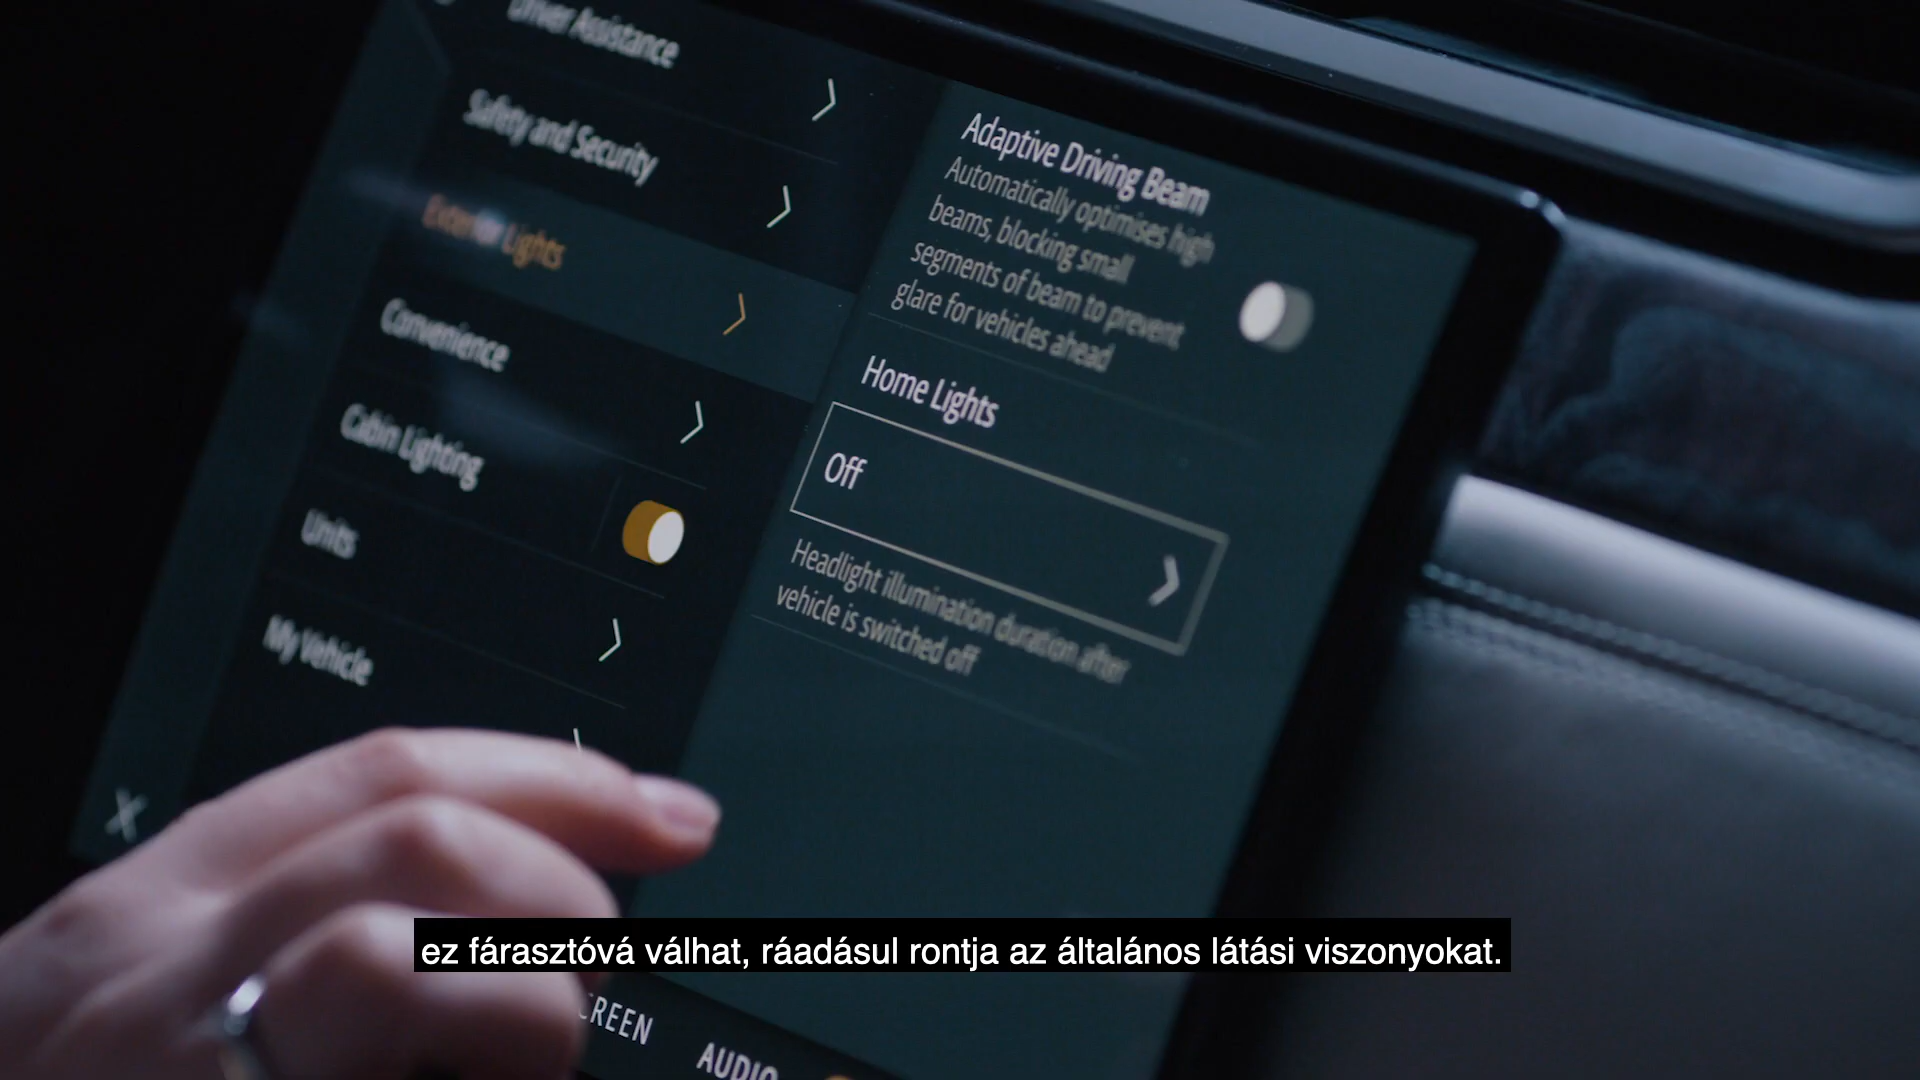 Driver Assistance
Safety and Security
Exterior Lights
Convenience
Cabin Lighting
Units
My Vehicle
Adaptive Driving Beam
Automatically optimises high
beams, blocking small
segments of beam to prevent
glare for vehicles ahead
Home Lights
Off
Headlight illumination duration after
vehicle is switched off
X
ez fárasztóvá válhat, ráadásul rontja az általános látási viszonyokat.
CREEN
AUDIO